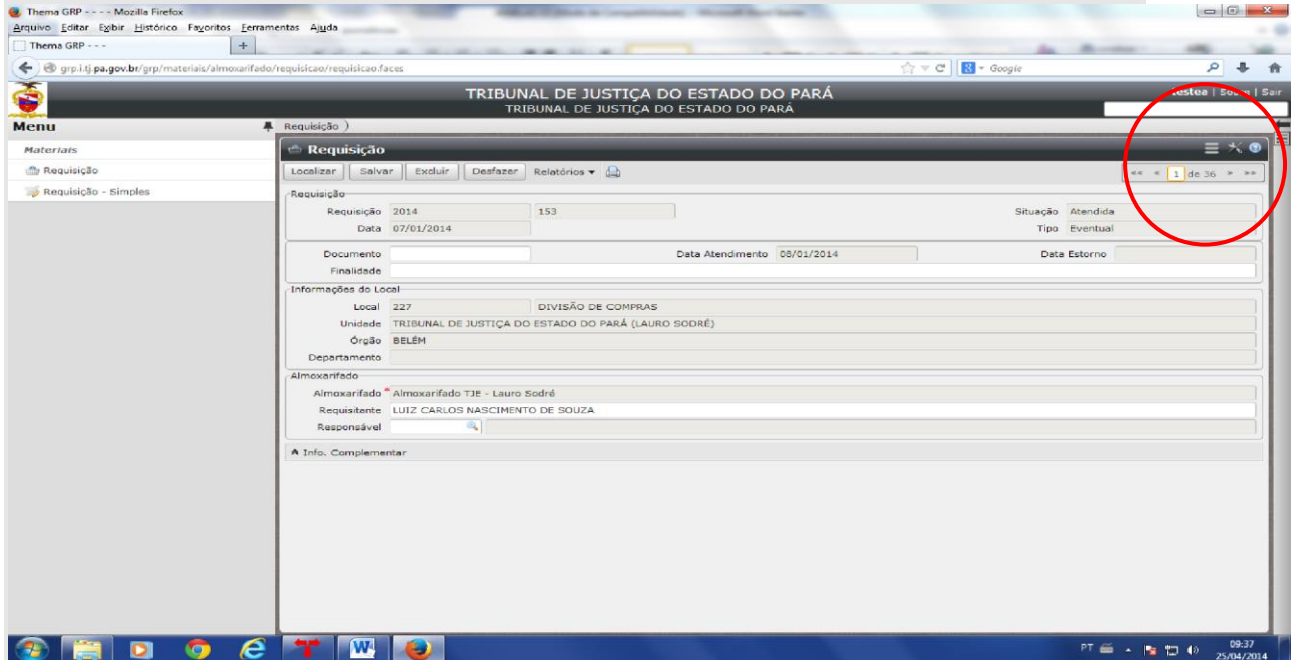 Thema GRP - - - - Mozilla Firefox
Arquivo Editar Exibir Histórico Favoritos Ferramentas Ajuda
Thema GRP - - -
grp.i.tj.pa.gov.br/grp/materiais/almoxarifado/requisicao/requisicao.faces
Google
TRIBUNAL DE JUSTIÇA DO ESTADO DO PARÁ
TRIBUNAL DE JUSTIÇA DO ESTADO DO PARÁ
| Sair
Menu
Requisição )
Materiais
Requisição
Requisição - Simples
Requisição
Localizar Salvar Excluir Desfazer Relatórios
<< < 1 de 36 > >>
Requisição
Requisição 2014 153 Situação Atendida
Data 07/01/2014 Tipo Eventual
Documento Data Atendimento 08/01/2014 Data Estorno
Finalidade
Informações do Local
Local 227 DIVISÃO DE COMPRAS
Unidade TRIBUNAL DE JUSTIÇA DO ESTADO DO PARÁ (LAURO SODRÉ)
Órgão BELÉM
Departamento
Almoxarifado
Almoxarifado * Almoxarifado TJE - Lauro Sodré
Requisitante LUIZ CARLOS NASCIMENTO DE SOUZA
Responsável
Info. Complementar
PT
09:37
25/04/2014